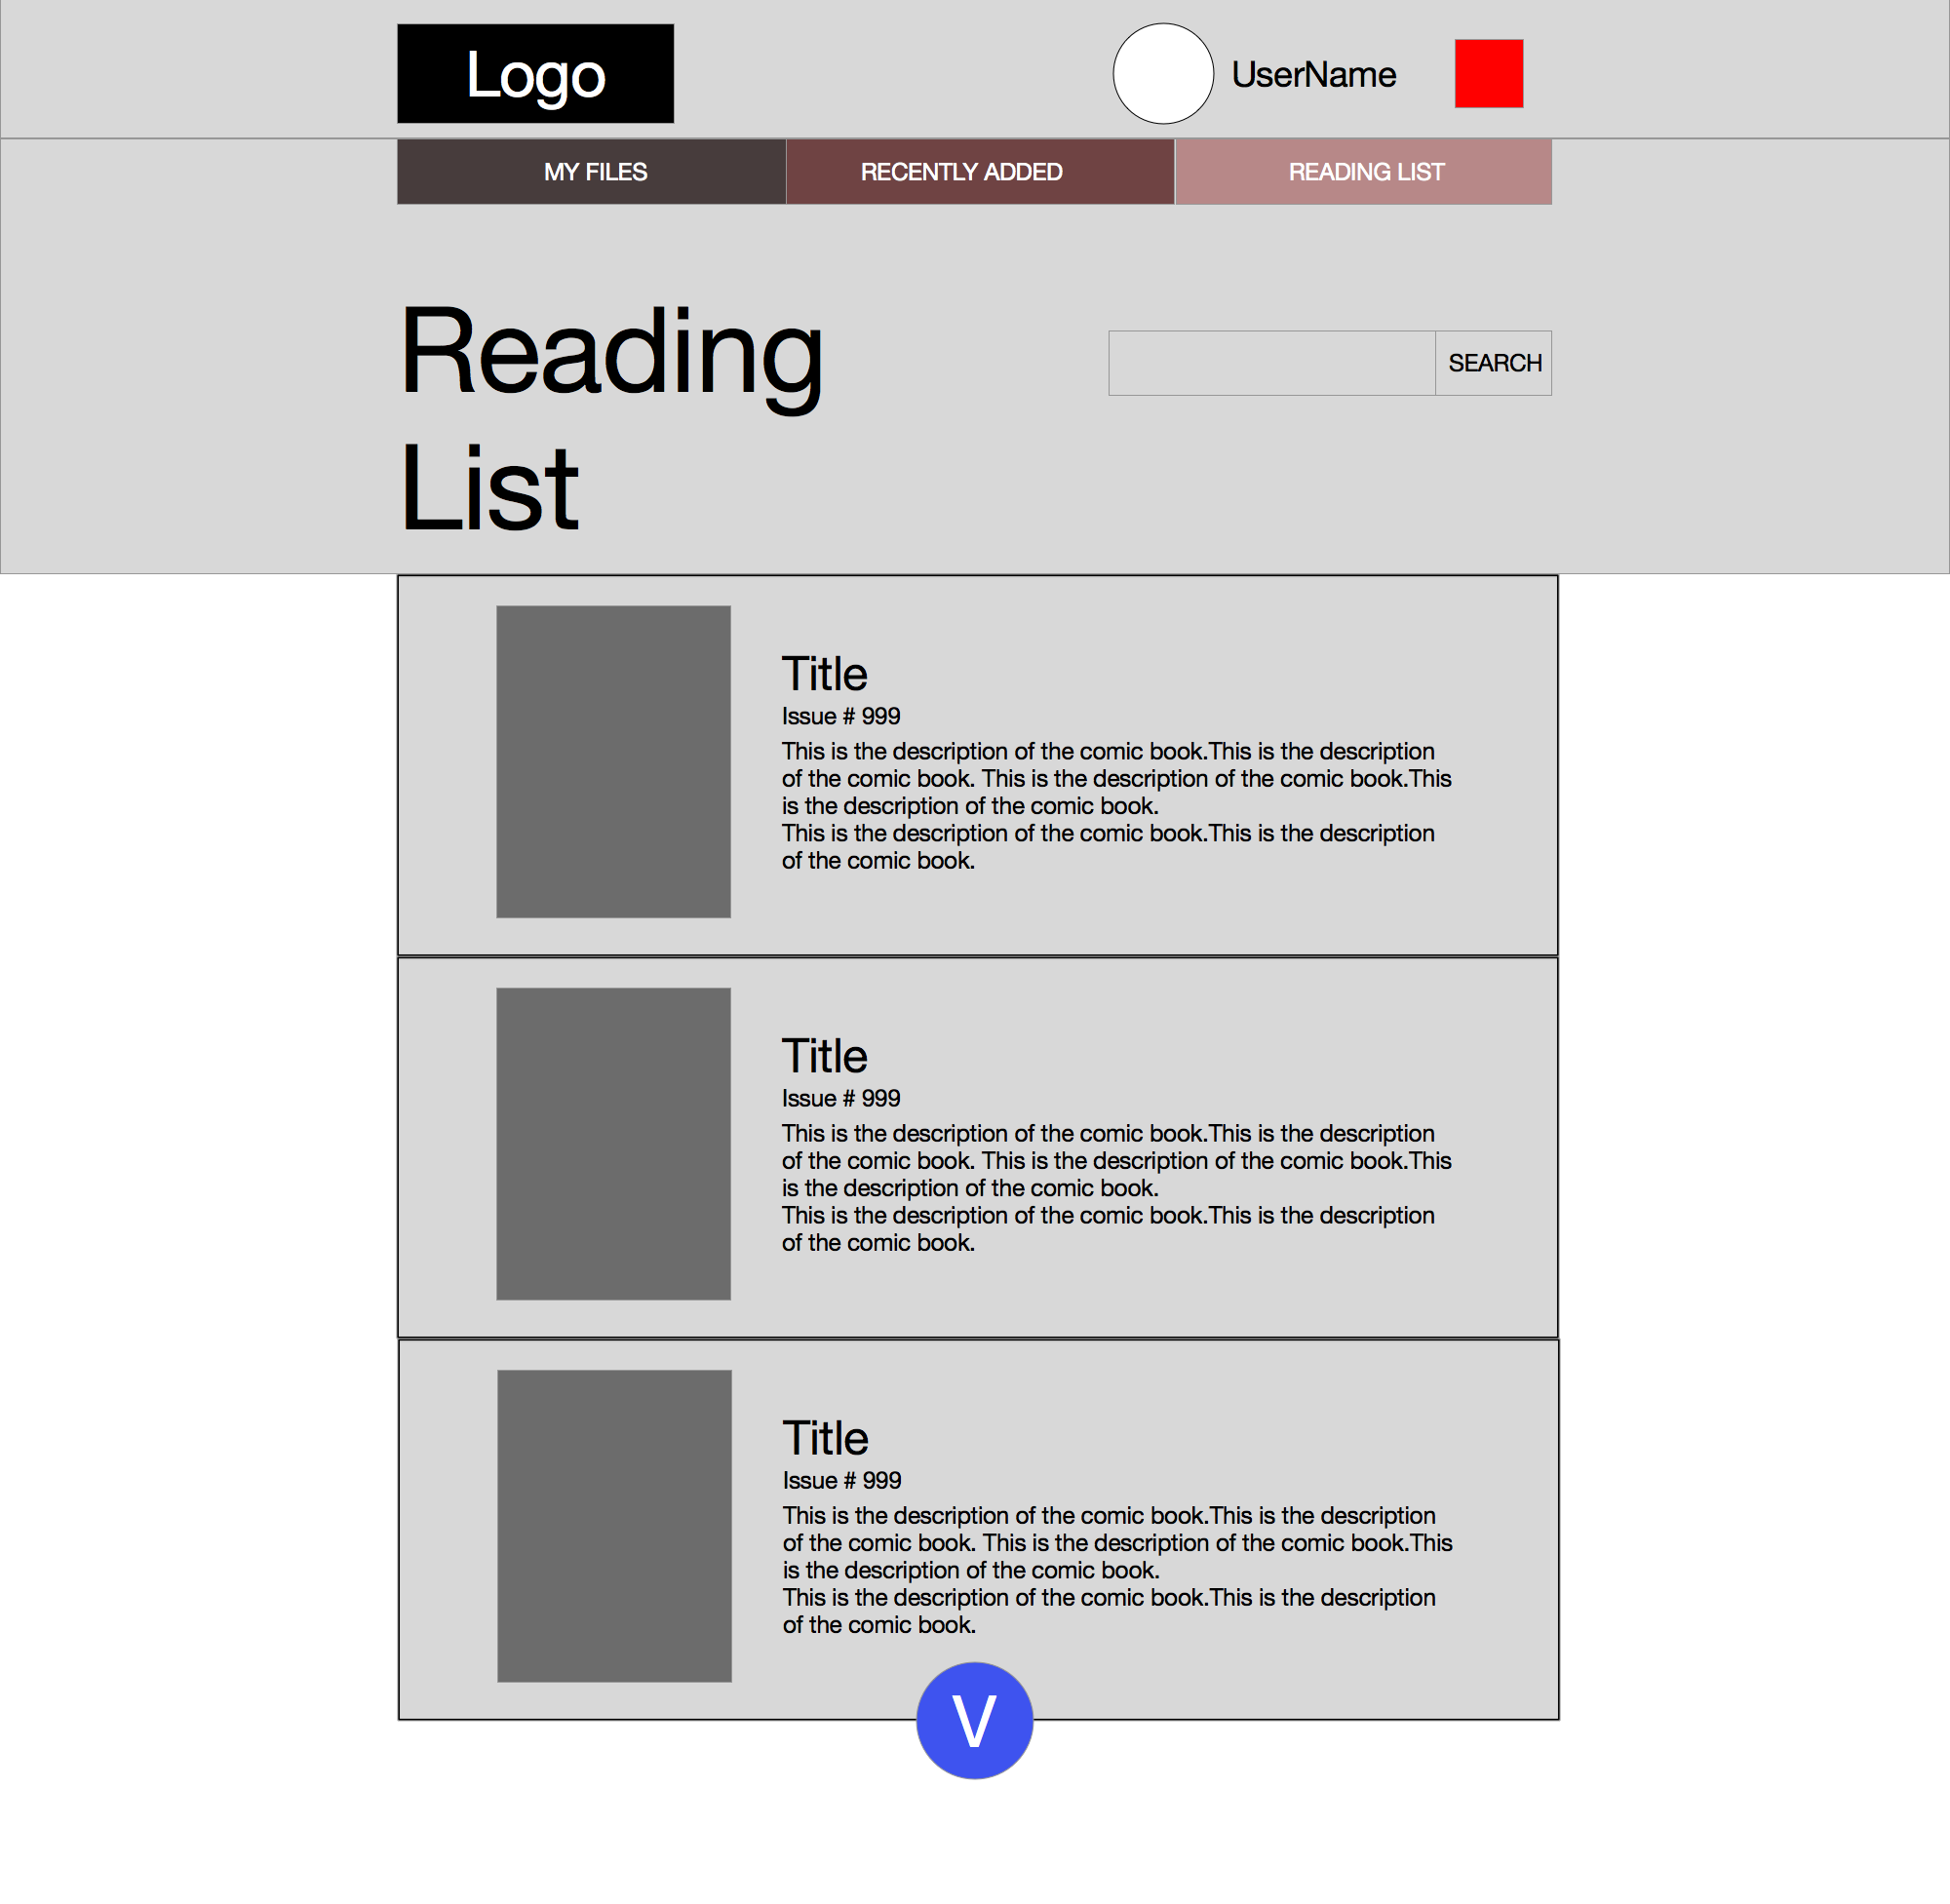 Logo
UserName
MY FILES
RECENTLY ADDED
READING LIST
Reading
List
SEARCH
Title
Issue # 999
This is the description of the comic book.This is the description
of the comic book. This is the description of the comic book.This
is the description of the comic book.
This is the description of the comic book.This is the description
of the comic book.
Title
Issue # 999
This is the description of the comic book.This is the description
of the comic book. This is the description of the comic book.This
is the description of the comic book.
This is the description of the comic book.This is the description
of the comic book.
Title
Issue # 999
This is the description of the comic book.This is the description
of the comic book. This is the description of the comic book.This
is the description of the comic book.
This is the description of the comic book.This is the description
of the comic book.
V